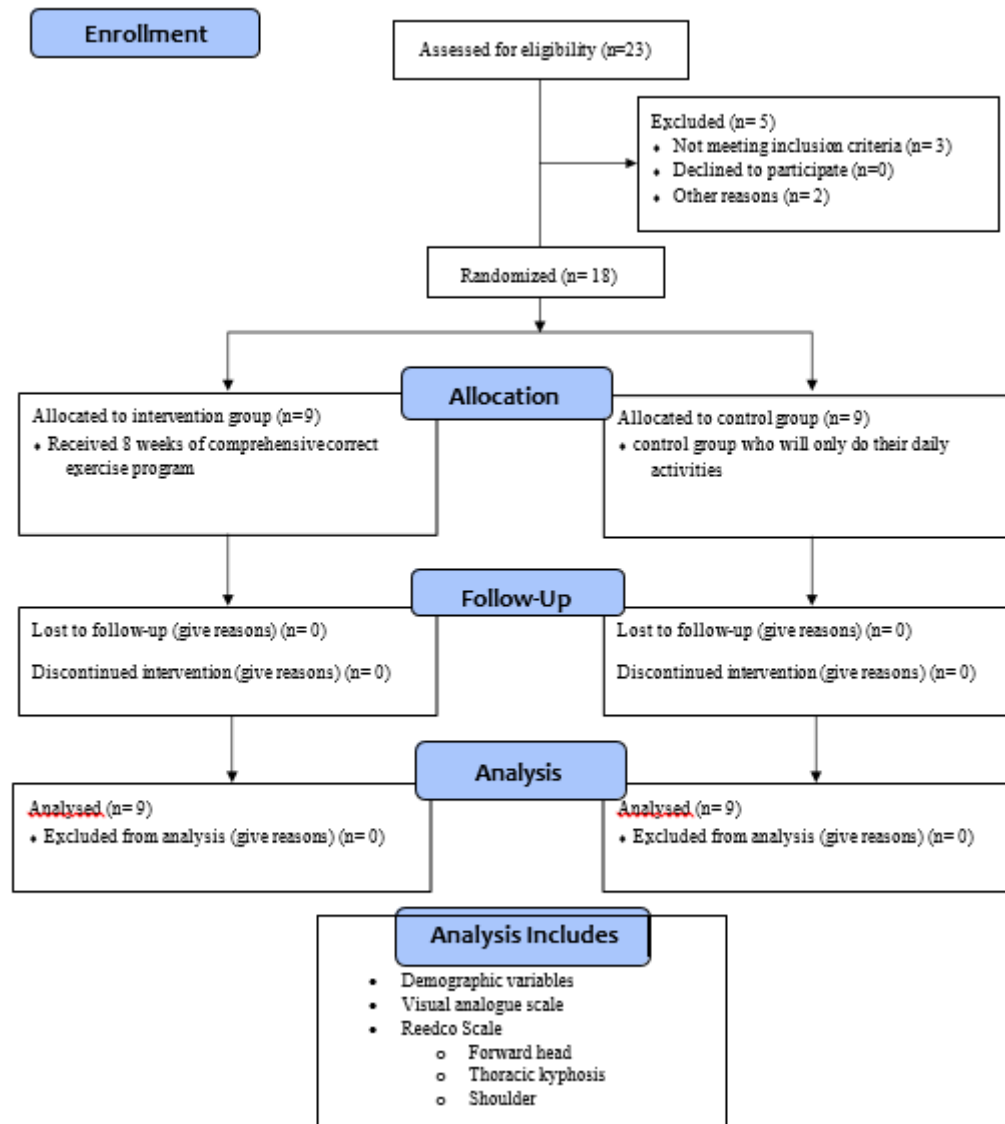 Enrollment
Assessed for eligibility (n=23)
Excluded (n= 5)
⬧ Not meeting inclusion criteria (n= 3)
⬧ Declined to participate (n=0)
⬧ Other reasons (n= 2)
Randomized (n= 18)
Allocation
Allocated to intervention group (n=9)
⬧ Received 8 weeks of comprehensive correct
exercise program
Allocated to control group (n= 9)
⬧ control group who will only do their daily
activities
Follow-Up
Lost to follow-up (give reasons) (n= 0)
Discontinued intervention (give reasons) (n= 0)
Lost to follow-up (give reasons) (n= 0)
Discontinued intervention (give reasons) (n= 0)
Analysis
Analysed (n= 9)
⬧ Excluded from analysis (give reasons) (n= 0)
Analysed (n= 9)
⬧ Excluded from analysis (give reasons) (n= 0)
Analysis Includes
• Demographic variables
• Visual analogue scale
• Reedco Scale
o Forward head
o Thoracic kyphosis
o Shoulder